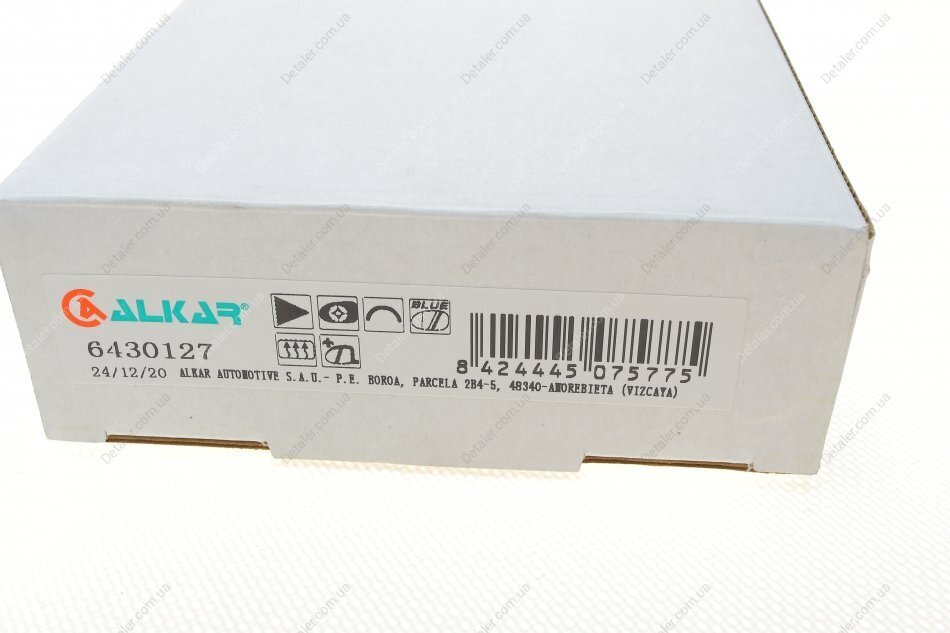 ALKAR®
BLUE
6430127
+
8 424445 075775
24/12/20 ALKAR AUTOMOTIVE S.A.U.- P.E. BOROA, PARCELA 2B4-5, 48340-AMOREBIETA (VIZCAYA)
Detaler.com.ua